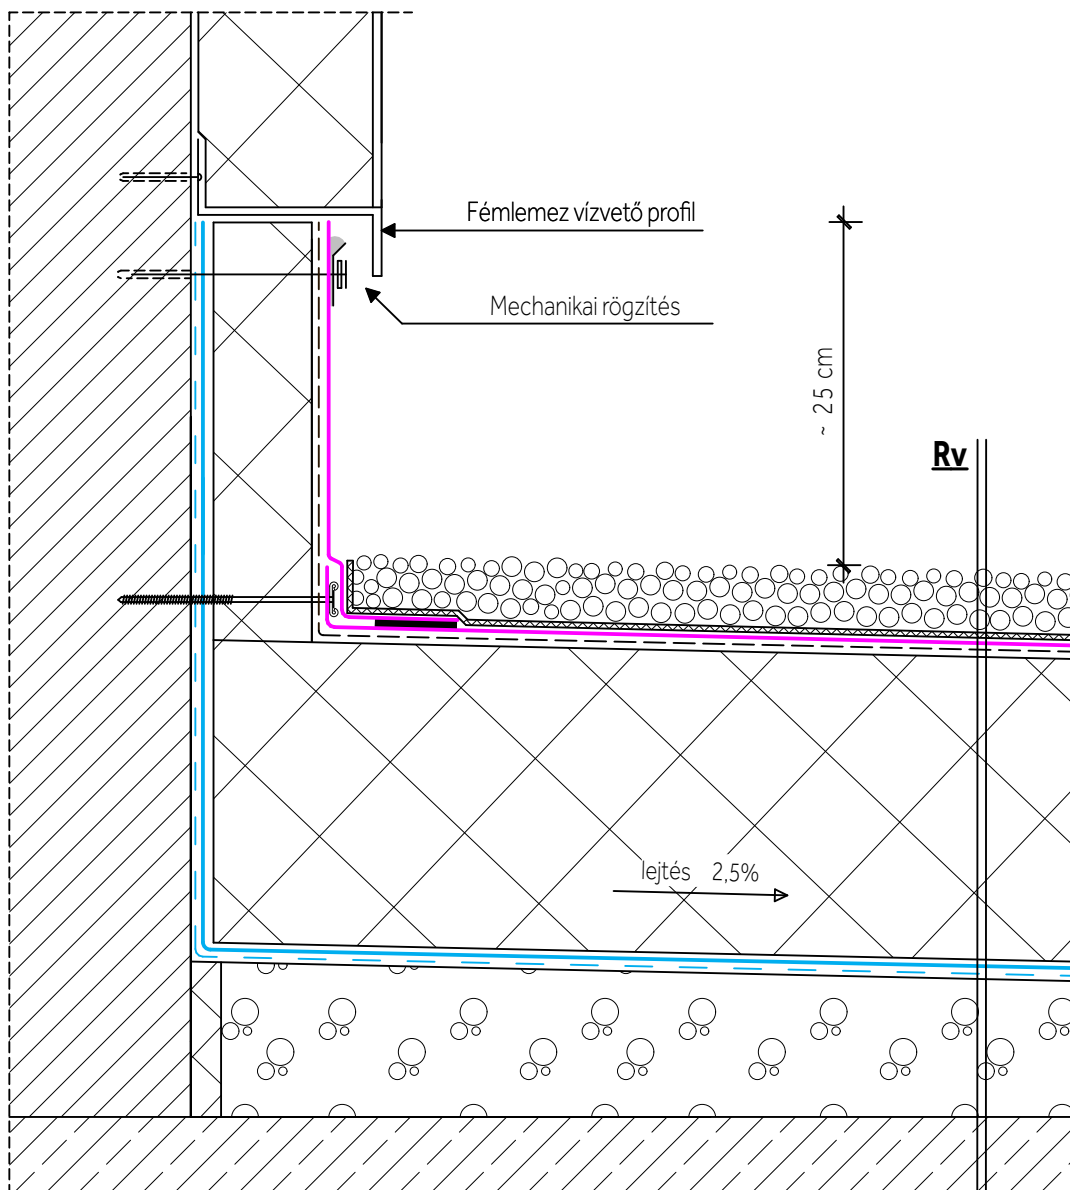 Fémlemez vízvető profil
Mechanikai rögzítés
~ 25 cm
Rv
lejtés 2,5%